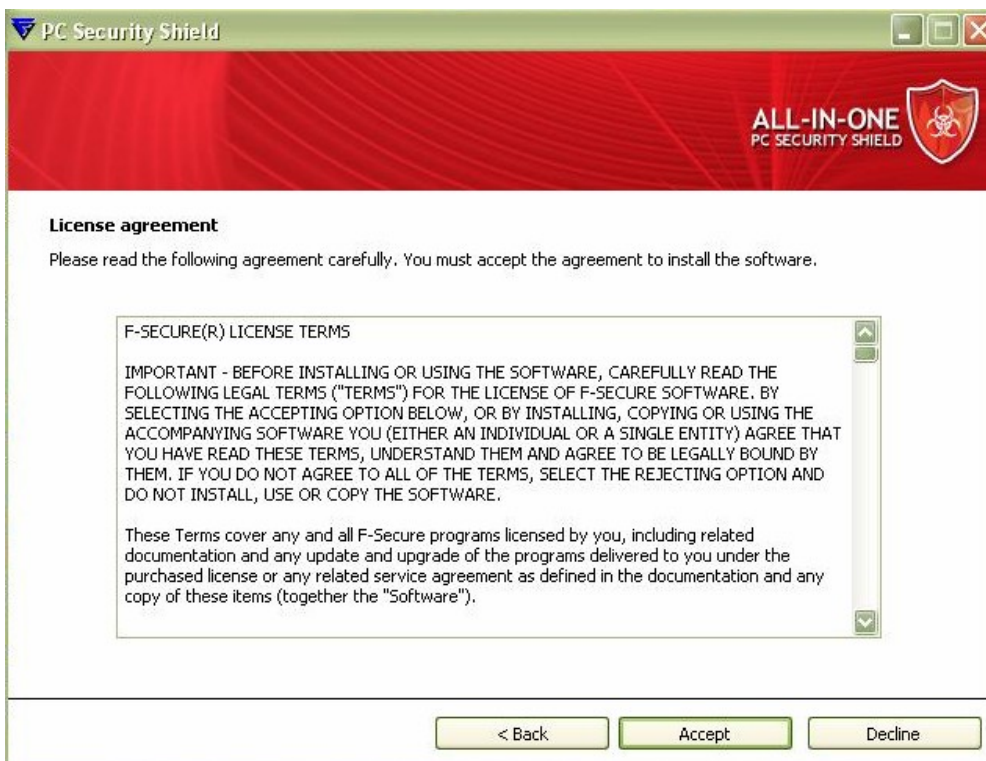 PC Security Shield
ALL-IN-ONE
PC SECURITY SHIELD
License agreement
Please read the following agreement carefully. You must accept the agreement to install the software.
F-SECURE(R) LICENSE TERMS
IMPORTANT - BEFORE INSTALLING OR USING THE SOFTWARE, CAREFULLY READ THE
FOLLOWING LEGAL TERMS ("TERMS") FOR THE LICENSE OF F-SECURE SOFTWARE. BY
SELECTING THE ACCEPTING OPTION BELOW, OR BY INSTALLING, COPYING OR USING THE
ACCOMPANYING SOFTWARE YOU (EITHER AN INDIVIDUAL OR A SINGLE ENTITY) AGREE THAT
YOU HAVE READ THESE TERMS, UNDERSTAND THEM AND AGREE TO BE LEGALLY BOUND BY
THEM. IF YOU DO NOT AGREE TO ALL OF THE TERMS, SELECT THE REJECTING OPTION AND
DO NOT INSTALL, USE OR COPY THE SOFTWARE.
These Terms cover any and all F-Secure programs licensed by you, including related
documentation and any update and upgrade of the programs delivered to you under the
purchased license or any related service agreement as defined in the documentation and any
copy of these items (together the "Software").
< Back
Accept
Decline